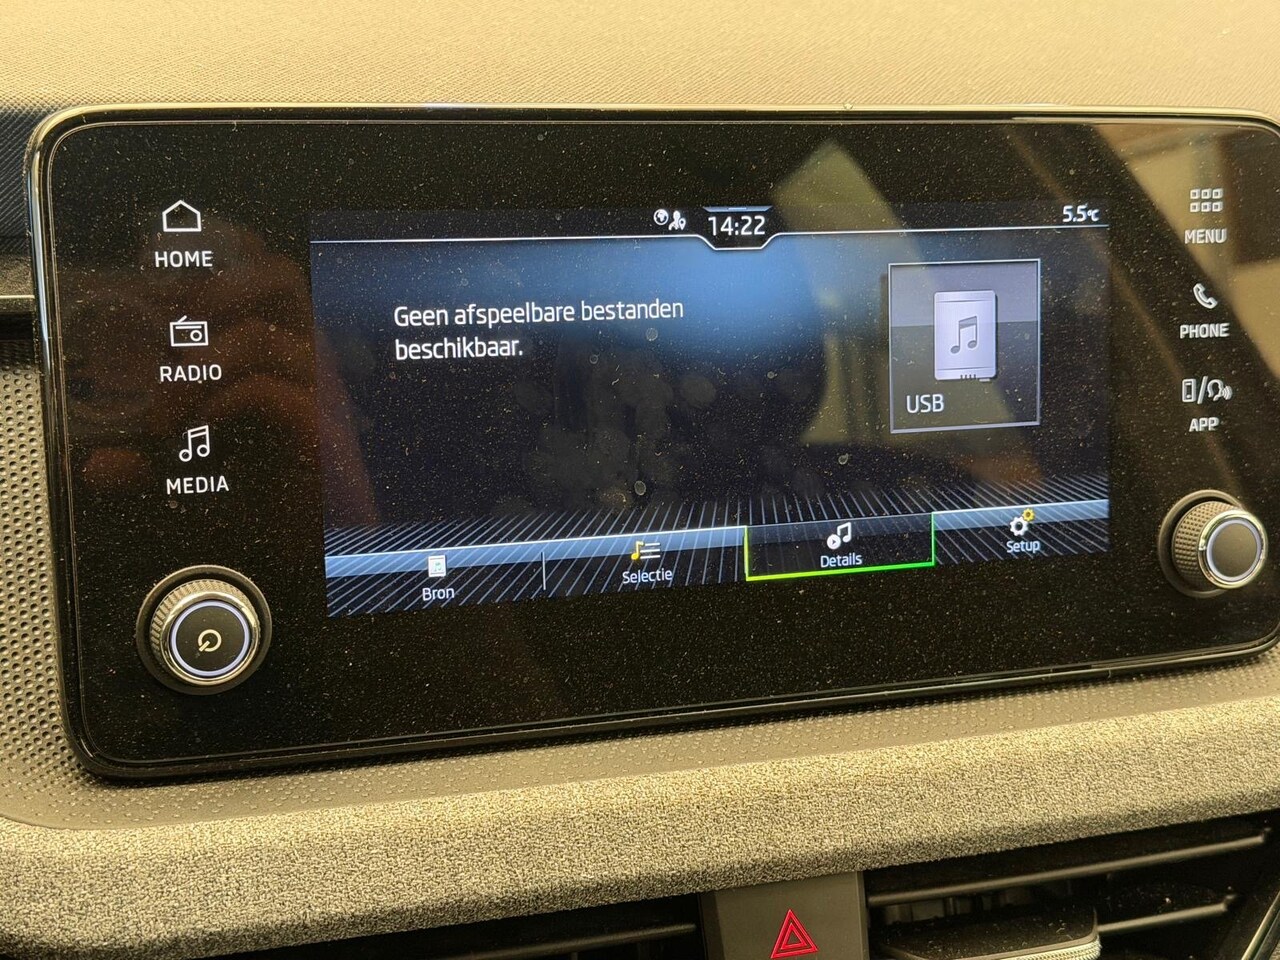 14:22
5.5°C
HOME
RADIO
MEDIA
Geen afspeelbare bestanden
beschikbaar.
USB
Bron
Selectie
Details
Setup
MENU
PHONE
APP